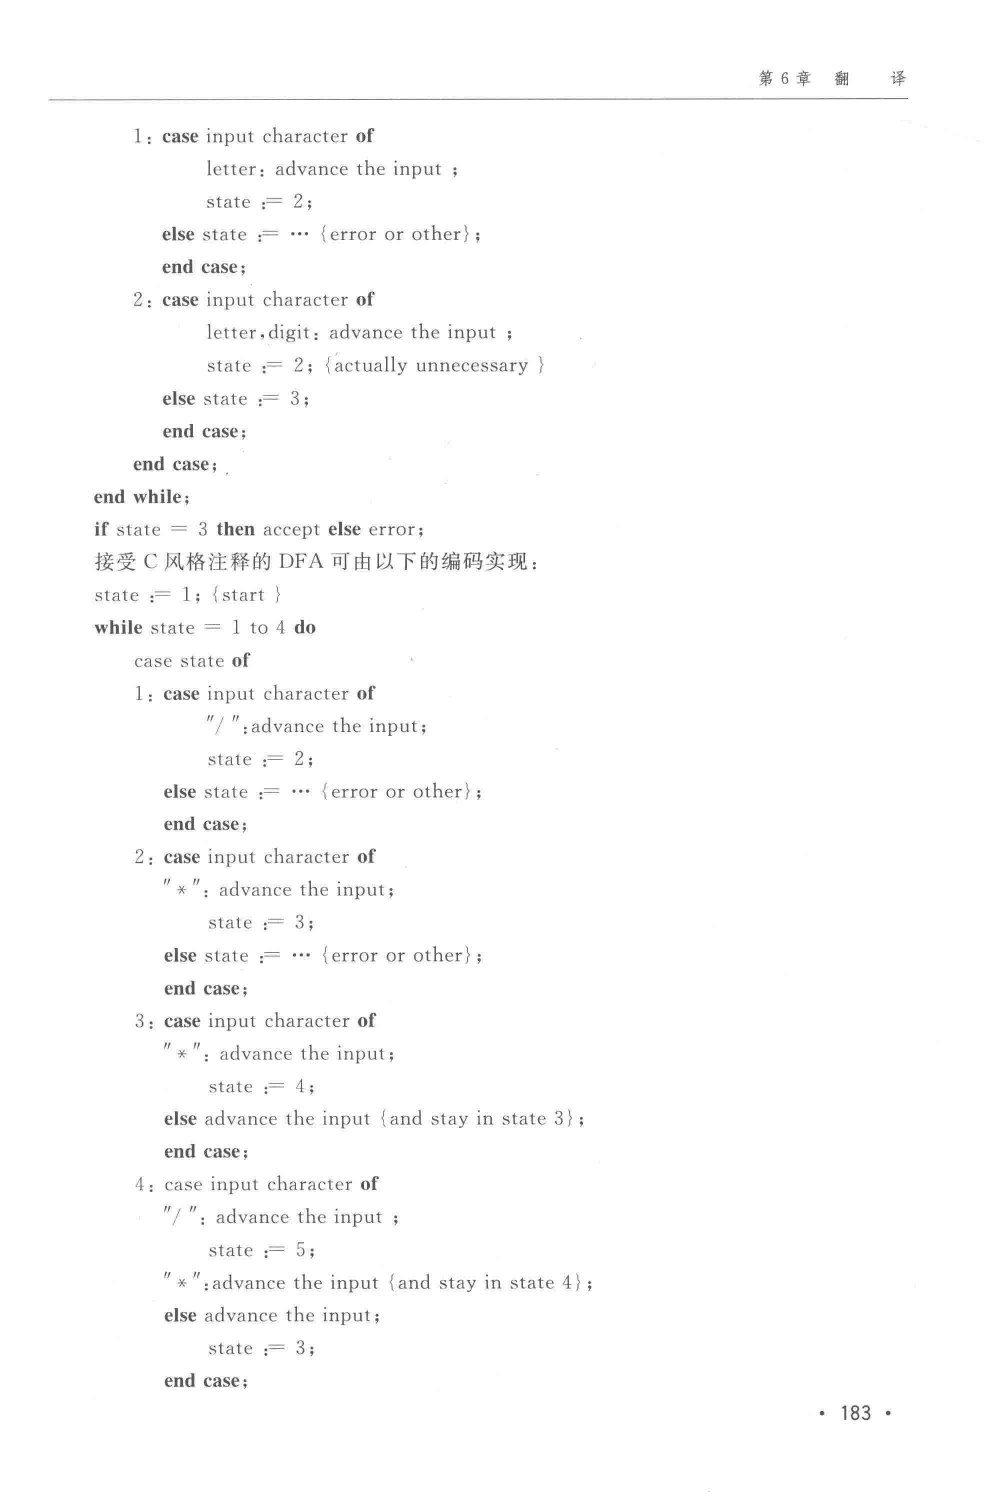 第 6 章 翻 译
1: case input character of
letter: advance the input ;
state := 2;
else state := … {error or other};
end case;
2: case input character of
letter,digit: advance the input ;
state := 2; {actually unnecessary }
else state := 3;
end case;
end case;
end while;
if state = 3 then accept else error;
接受 C 风格注释的 DFA 可由以下的编码实现:
state := 1; {start }
while state = 1 to 4 do
case state of
1: case input character of
"/ ":advance the input;
state := 2;
else state := … {error or other};
end case;
2: case input character of
"*": advance the input;
state := 3;
else state := … {error or other};
end case;
3: case input character of
"*": advance the input;
state := 4;
else advance the input {and stay in state 3};
end case;
4: case input character of
"/ ": advance the input ;
state := 5;
"*":advance the input {and stay in state 4};
else advance the input;
state := 3;
end case;
· 183 ·